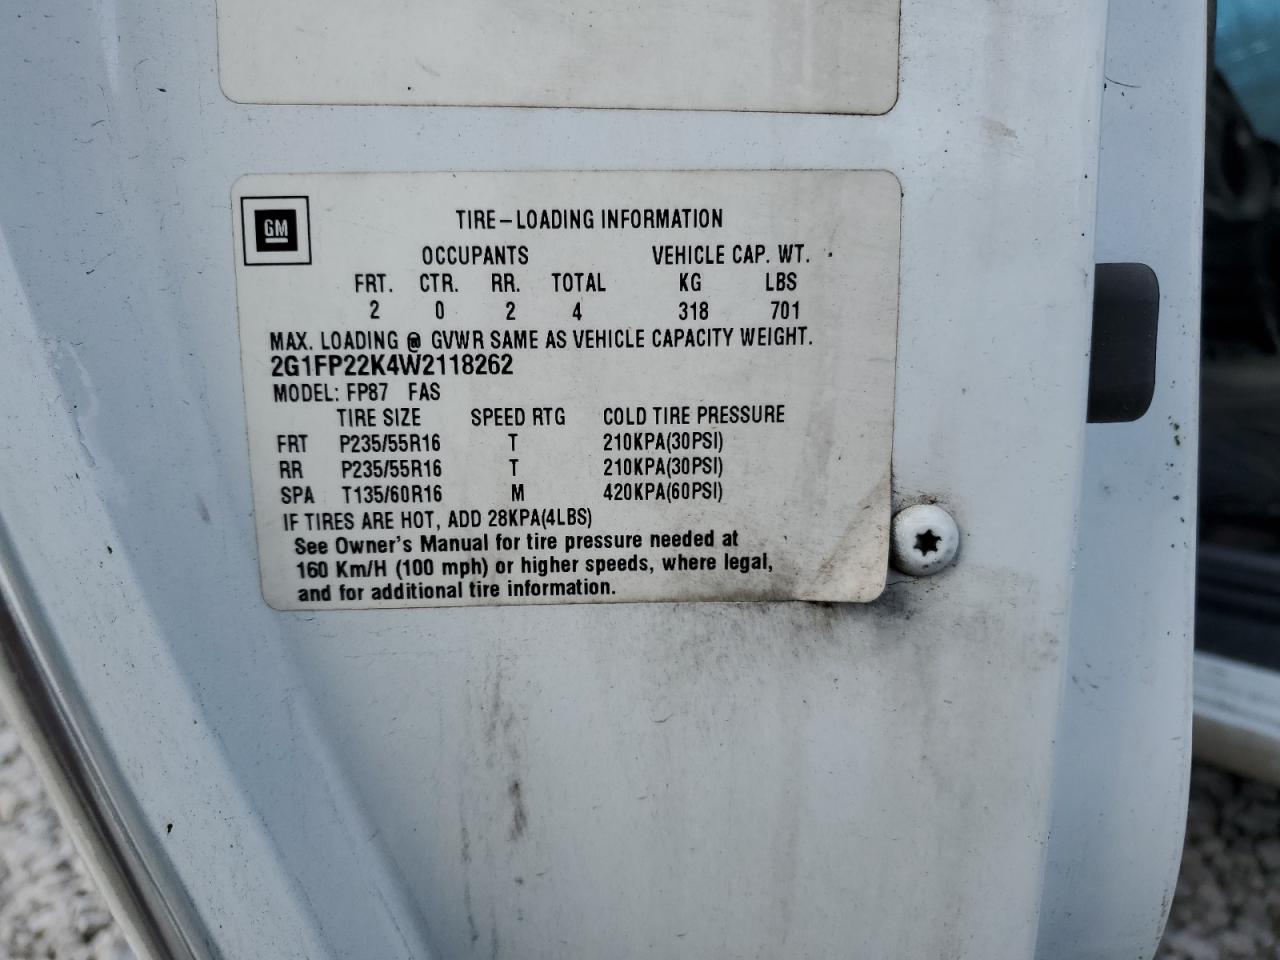 GM
TIRE-LOADING INFORMATION
OCCUPANTS VEHICLE CAP. WT.
FRT. CTR. RR. TOTAL KG LBS
2 0 2 4 318 701
MAX. LOADING @ GVWR SAME AS VEHICLE CAPACITY WEIGHT.
2G1FP22K4W2118262
MODEL: FP87 FAS
TIRE SIZE SPEED RTG COLD TIRE PRESSURE
FRT P235/55R16 T 210KPA(30PSI)
RR P235/55R16 T 210KPA(30PSI)
SPA T135/60R16 M 420KPA(60PSI)
IF TIRES ARE HOT, ADD 28KPA(4LBS)
See Owner's Manual for tire pressure needed at
160 Km/H (100 mph) or higher speeds, where legal,
and for additional tire information.